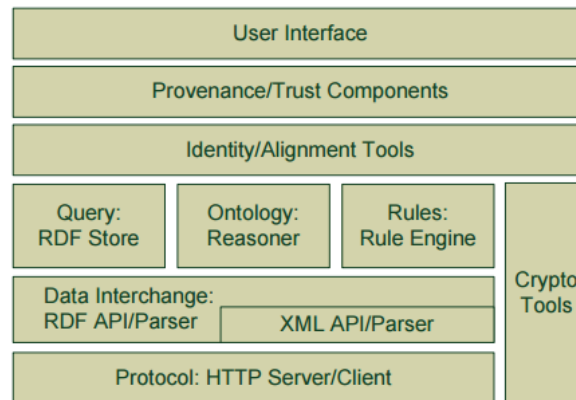 User Interface
Provenance/Trust Components
Identity/Alignment Tools
Query:
RDF Store
Ontology:
Reasoner
Rules:
Rule Engine
Crypto
Tools
Data Interchange:
RDF API/Parser
XML API/Parser
Protocol: HTTP Server/Client